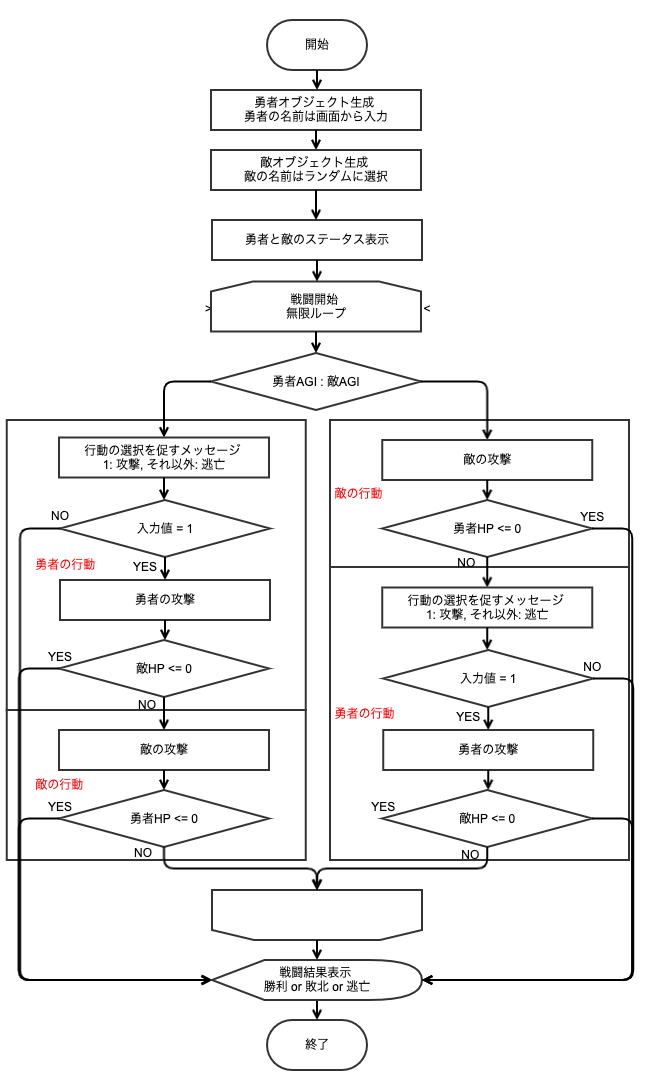 開始
勇者オブジェクト生成
勇者の名前は画面から入力
敵オブジェクト生成
敵の名前はランダムに選択
勇者と敵のステータス表示
戦闘開始
無限ループ
>
<
勇者AGI : 敵AGI
行動の選択を促すメッセージ
1: 攻撃, それ以外: 逃亡
NO
入力値 = 1
勇者の行動
YES
勇者の攻撃
YES
敵HP <= 0
NO
敵の攻撃
敵の行動
YES
勇者HP <= 0
NO
敵の攻撃
敵の行動
YES
勇者HP <= 0
NO
行動の選択を促すメッセージ
1: 攻撃, それ以外: 逃亡
NO
入力値 = 1
勇者の行動
YES
勇者の攻撃
YES
敵HP <= 0
NO
戦闘結果表示
勝利 or 敗北 or 逃亡
終了